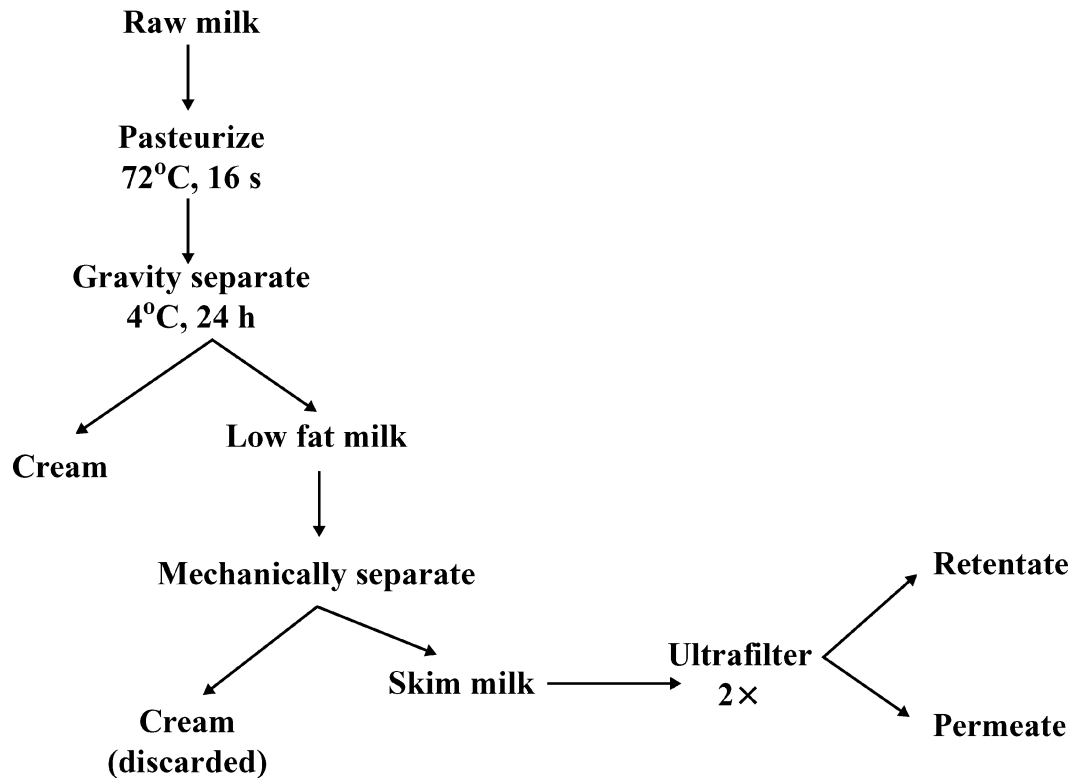 Raw milk
Pasteurize
72°C, 16 s
Gravity separate
4°C, 24 h
Cream
Low fat milk
Mechanically separate
Cream
(discarded)
Skim milk
Ultrafilter
2×
Retentate
Permeate